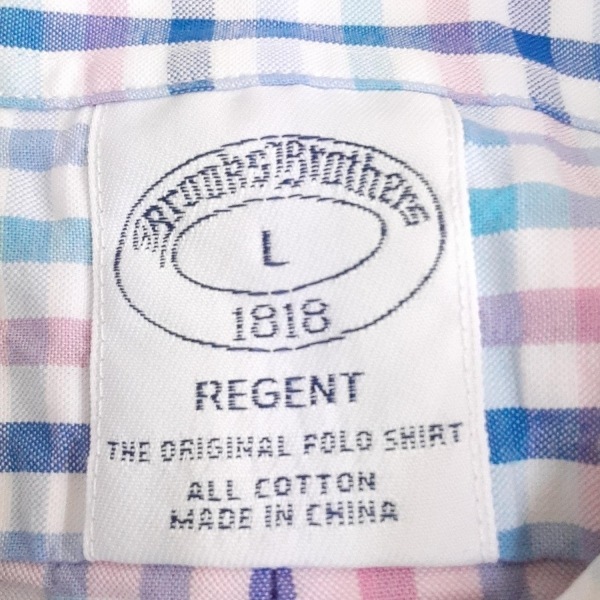 Brooks Brothers
L
1818
REGENT
THE ORIGINAL POLO SHIRT
ALL COTTON
MADE IN CHINA